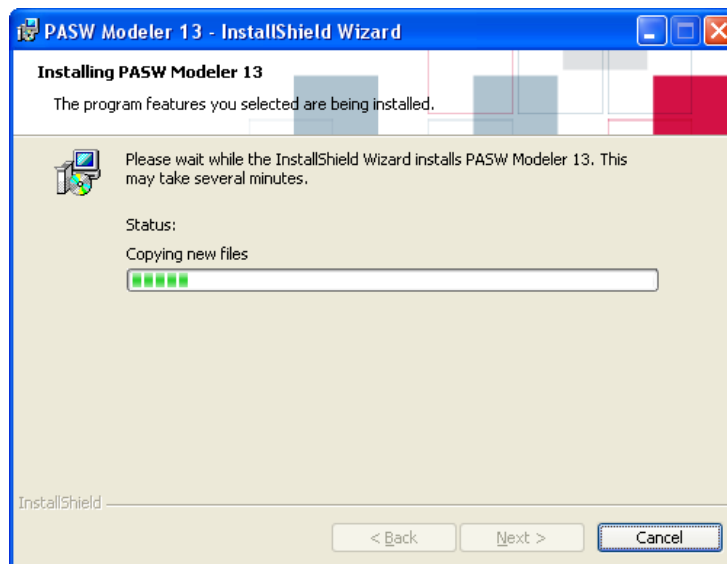 PASW Modeler 13 - InstallShield Wizard
Installing PASW Modeler 13
The program features you selected are being installed.
Please wait while the InstallShield Wizard installs PASW Modeler 13. This
may take several minutes.
Status:
Copying new files
InstallShield
< Back
Next >
Cancel